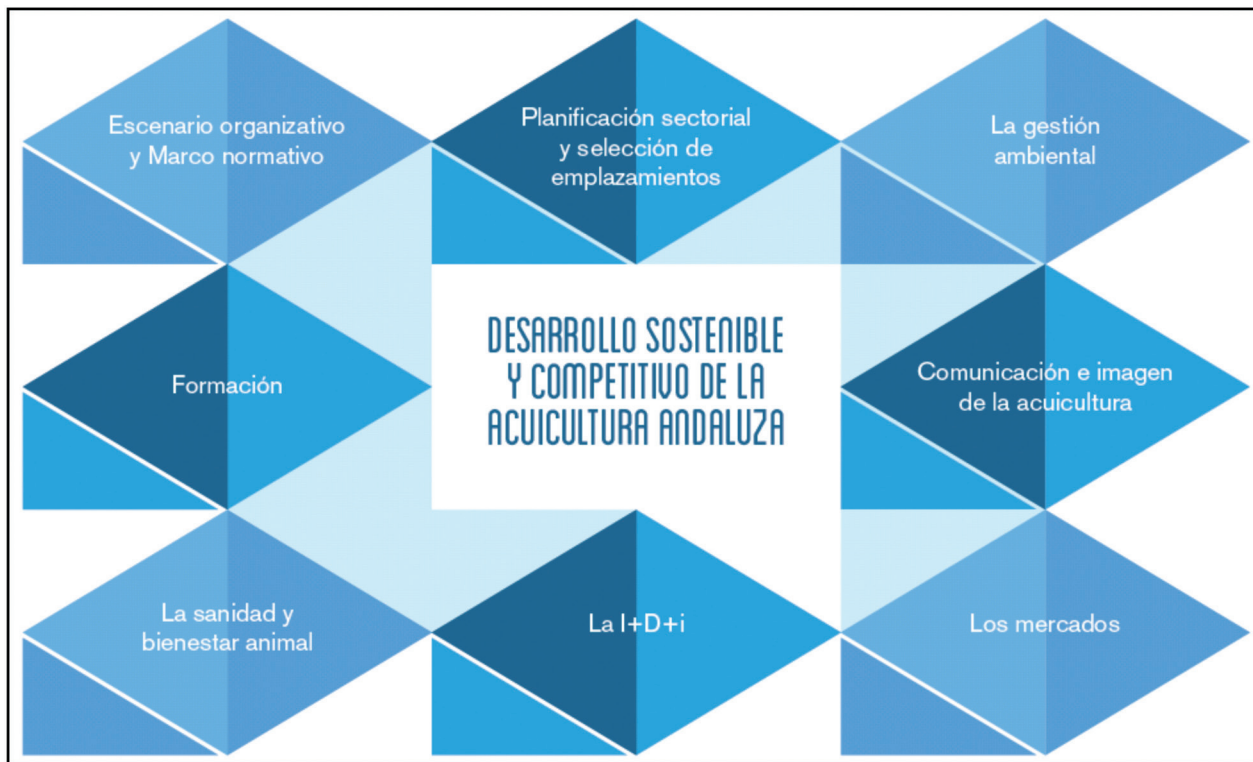 Escenario organizativo
y Marco normativo
Planificación sectorial
y selección de
emplazamientos
La gestión
ambiental
Formación
DESARROLLO SOSTENIBLE
Y COMPETITIVO DE LA
ACUICULTURA ANDALUZA
Comunicación e imagen
de la acuicultura
La sanidad y
bienestar animal
La I+D+i
Los mercados